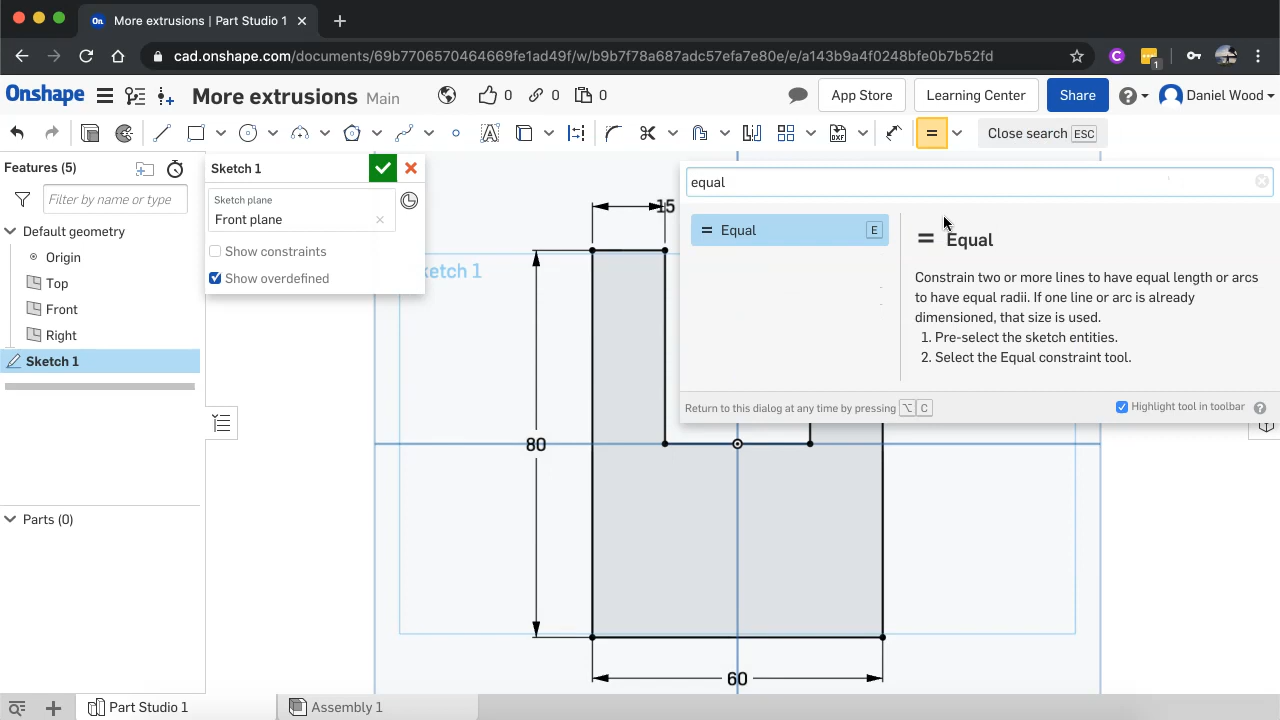 On More extrusions | Part Studio 1
cad.onshape.com/documents/69b7706570464669fe1ad49f/w/b9b7f78a687adc57efa7e80e/e/a143b9a4f0248bfe0b7b52fd
C
1
Onshape More extrusions Main 0 0 0 App Store Learning Center Share Daniel Wood
Close search ESC
Features (5)
Filter by name or type
Default geometry
Origin
Top
Front
Right
Sketch 1
Parts (0)
Sketch 1
Sketch plane
Front plane
Show constraints
Show overdefined
ketch 1
15
80
60
equal
Equal E
Equal
Constrain two or more lines to have equal length or arcs
to have equal radii. If one line or arc is already
dimensioned, that size is used.
1. Pre-select the sketch entities.
2. Select the Equal constraint tool.
Return to this dialog at any time by pressing ⌥ C
Highlight tool in toolbar
Part Studio 1
Assembly 1